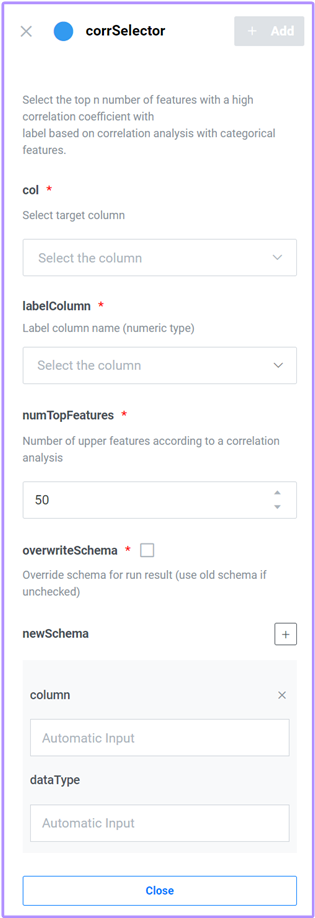 corrSelector
+ Add
Select the top n number of features with a high
correlation coefficient with
label based on correlation analysis with categorical
features.
col *
Select target column
Select the column
labelColumn *
Label column name (numeric type)
Select the column
numTopFeatures *
Number of upper features according to a correlation
analysis
50
overwriteSchema *
Override schema for run result (use old schema if
unchecked)
newSchema
column
Automatic Input
dataType
Automatic Input
Close